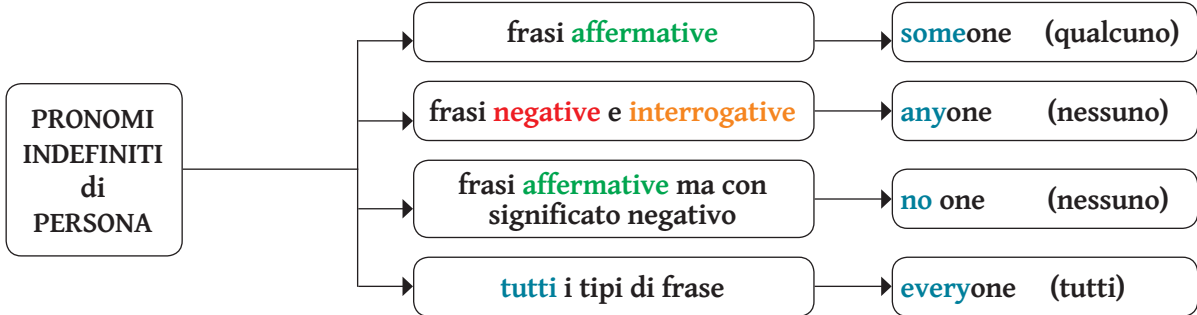 PRONOMI
INDEFINITI
di
PERSONA
frasi affermative
someone (qualcuno)
frasi negative e interrogative
anyone (nessuno)
frasi affermative ma con
significato negativo
no one (nessuno)
tutti i tipi di frase
everyone (tutti)